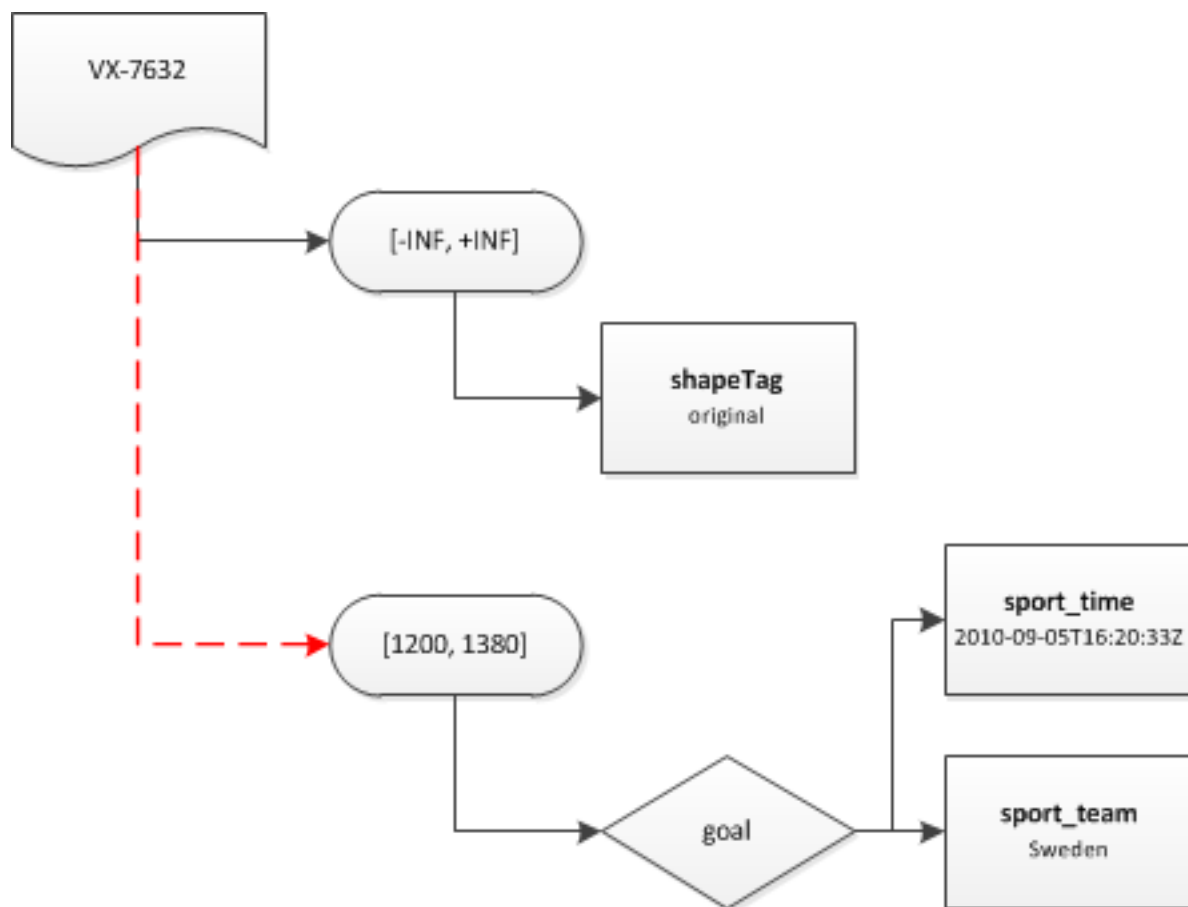 VX-7632
[-INF, +INF]
shapeTag
original
[1200, 1380]
sport_time
2010-09-05T16:20:33Z
goal
sport_team
Sweden